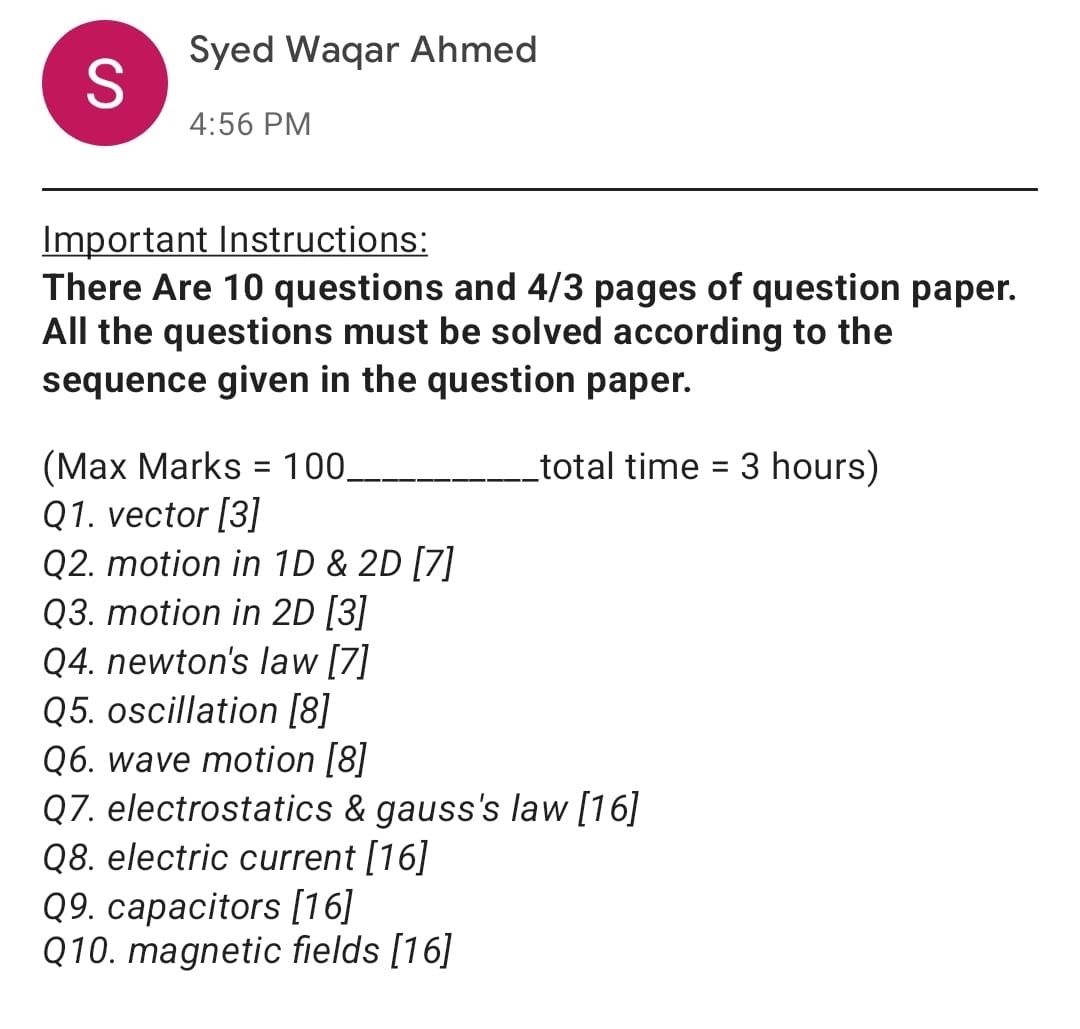 S
Syed Waqar Ahmed
4:56 PM
Important Instructions:
There Are 10 questions and 4/3 pages of question paper.
All the questions must be solved according to the
sequence given in the question paper.
(Max Marks = 100___________total time = 3 hours)
Q1. vector [3]
Q2. motion in 1D & 2D [7]
Q3. motion in 2D [3]
Q4. newton's law [7]
Q5. oscillation [8]
Q6. wave motion [8]
Q7. electrostatics & gauss's law [16]
Q8. electric current [16]
Q9. capacitors [16]
Q10. magnetic fields [16]